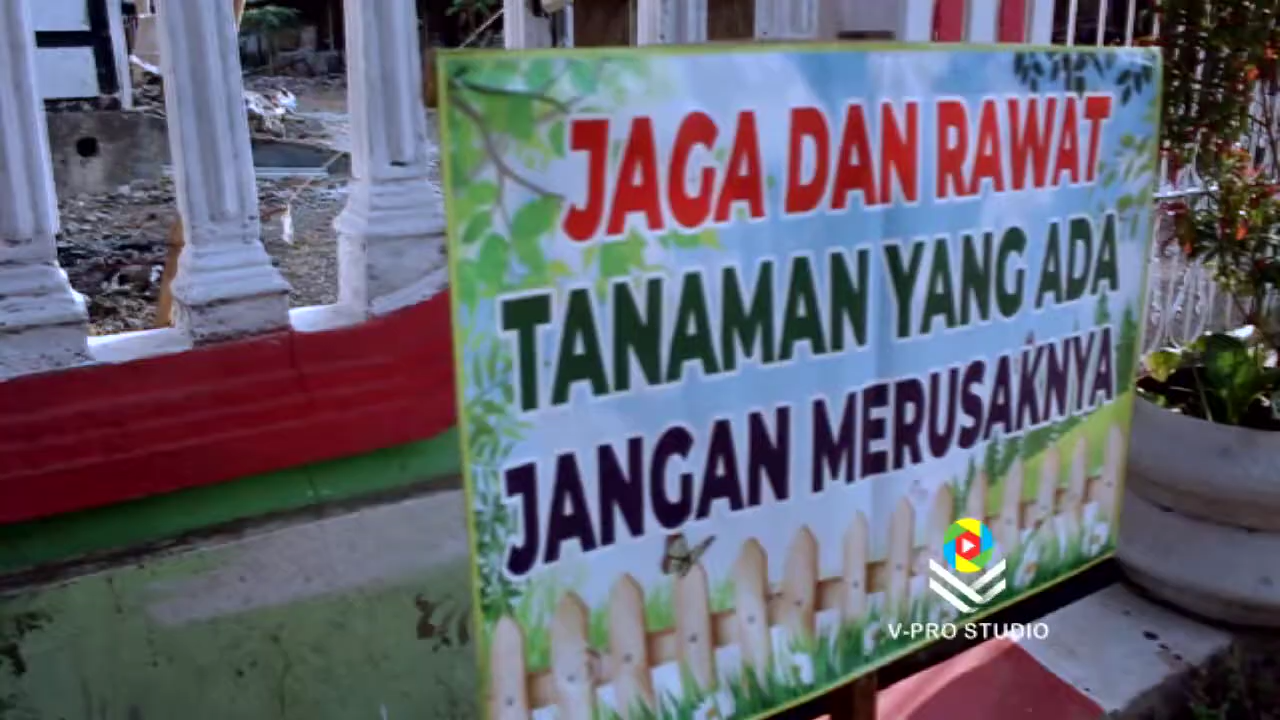 JAGA DAN RAWAT
TANAMAN YANG ADA
JANGAN MERUSAKNYA
V-PRO STUDIO